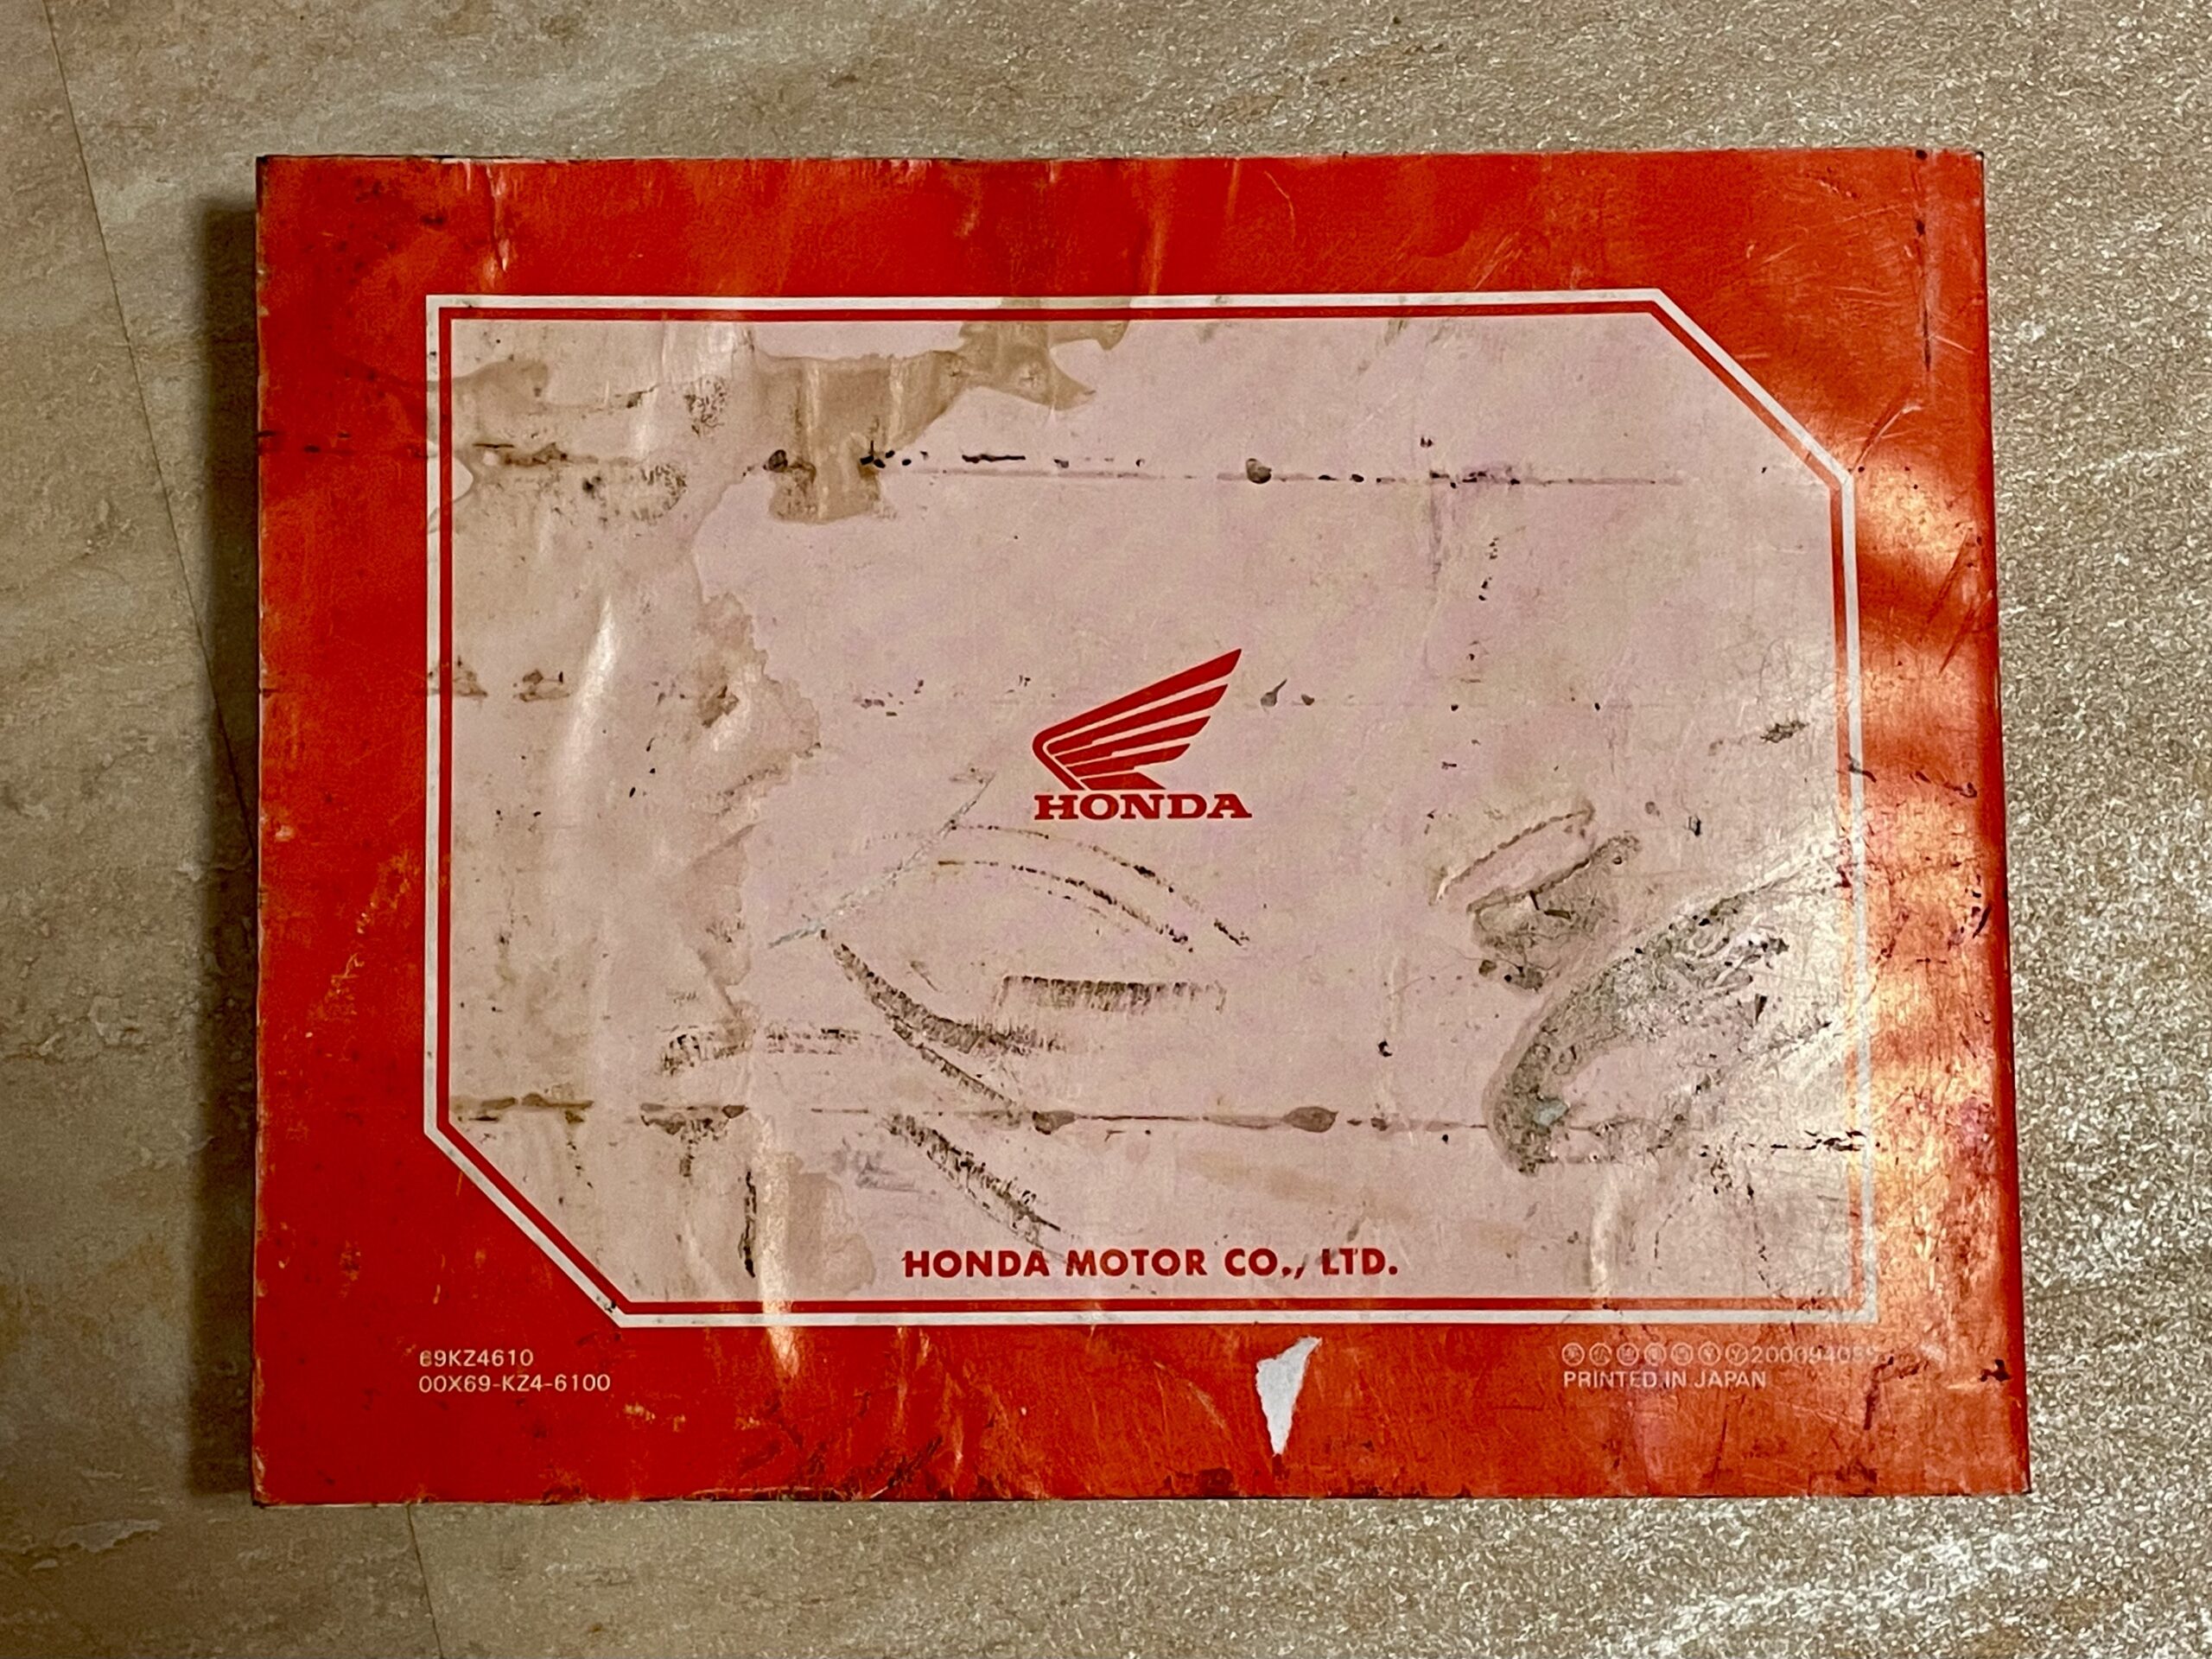 HONDA
HONDA MOTOR CO., LTD.
69KZ4610
00X69-KZ4-6100
PRINTED IN JAPAN